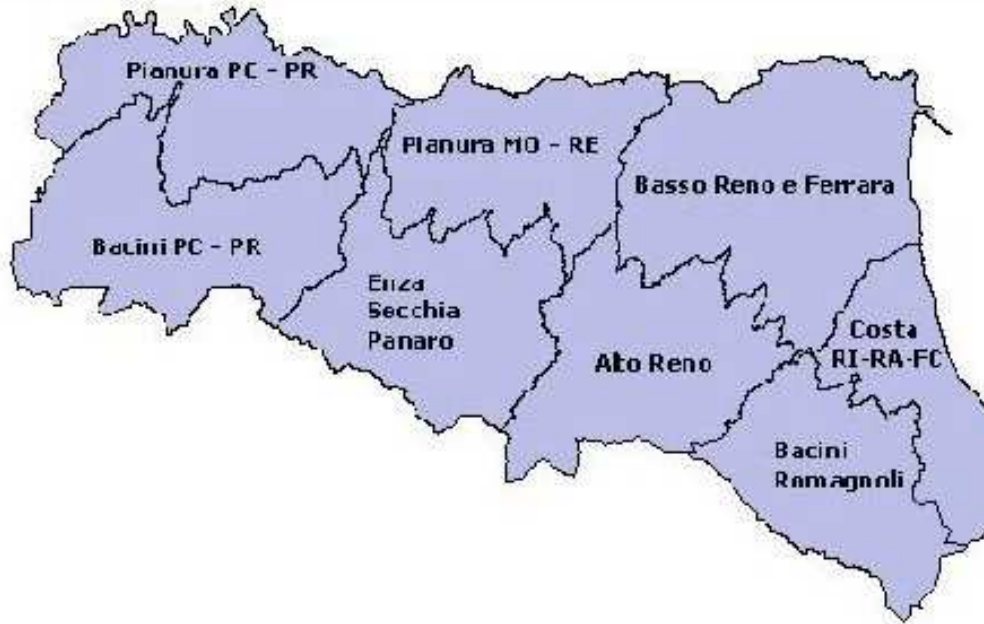 Pianura PC - PR
Pianura MO - RE
Basso Reno e Ferrara
Bacini PC - PR
Enza
Secchia
Panaro
Costa
RI-RA-FC
Alto Reno
Bacini
Romagnoli